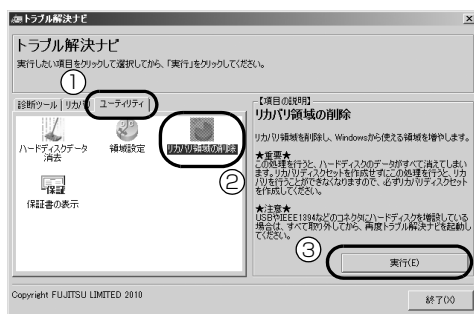 トラブル解決ナビ
x
トラブル解決ナビ
実行したい項目をクリックして選択してから、「実行」をクリックしてください。
①
診断ツール
リカバリ
ユーティリティ
ハードディスクデータ
消去
領域設定
リカバリ領域の削除
②
保証
保証書の表示
【項目の説明】
リカバリ領域の削除
リカバリ領域を削除し、Windowsから使える領域を増やします。
★重要★
この処理を行うと、ハードディスクのデータがすべて消えてしまい
ます。リカバリディスクセットを作成せずにこの処理を行うと、リカ
バリを行うことができなくなりますので、必ずリカバリディスクセット
を作成してください。
★注意★
USBやIEEE1394などのコネクタにハードディスクを増設している
場合は、すべて取り外してから、再度トラブル解決ナビを起動し
てください。
③
実行(E)
Copyright FUJITSU LIMITED 2010
終了(X)